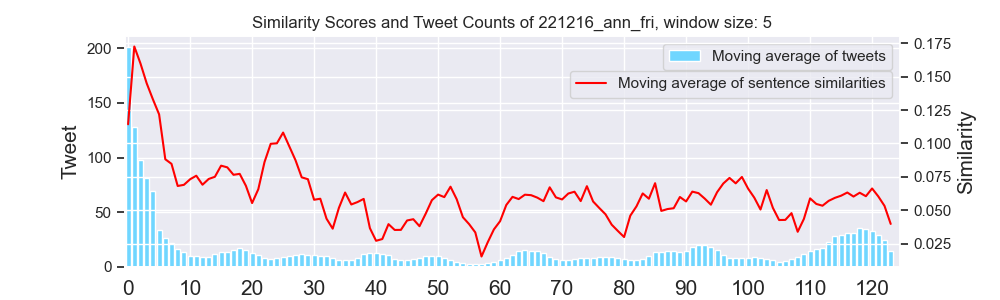 Similarity Scores and Tweet Counts of 221216_ann_fri, window size: 5
Moving average of tweets
Moving average of sentence similarities
Tweet
200
150
100
50
0
Similarity
0.175
0.150
0.125
0.100
0.075
0.050
0.025
0 10 20 30 40 50 60 70 80 90 100 110 120